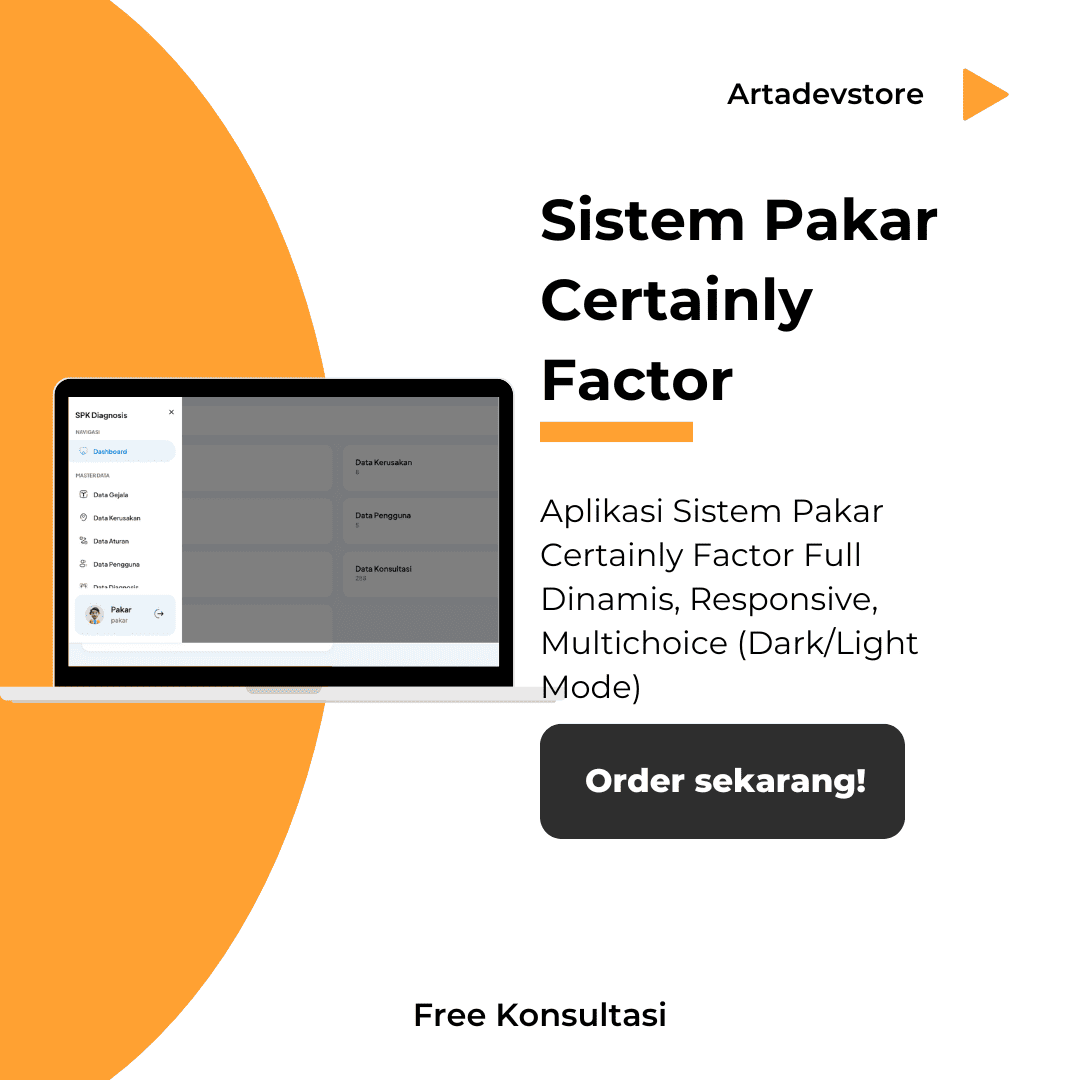 Artadevstore
Sistem Pakar
Certainly
Factor
Aplikasi Sistem Pakar
Certainly Factor Full
Dinamis, Responsive,
Multichoice (Dark/Light
Mode)
Order sekarang!
SPK Diagnosis
NAVIGASI
Dashboard
MASTER DATA
Data Gejala
Data Kerusakan
Data Aturan
Data Pengguna
Data Diagnosis
Pakar
pakar
Data Kerusakan
6
Data Pengguna
5
Data Konsultasi
Free Konsultasi